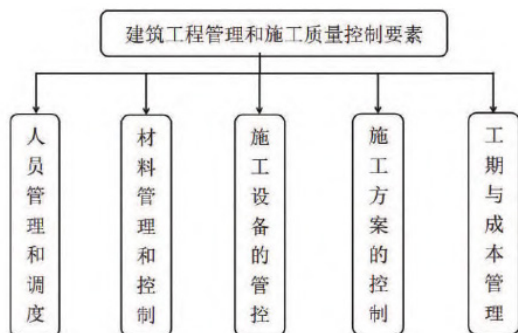 建筑工程管理和施工质量控制要素
人员管理和调度
材料管理和控制
施工设备的管控
施工方案的控制
工期与成本管理